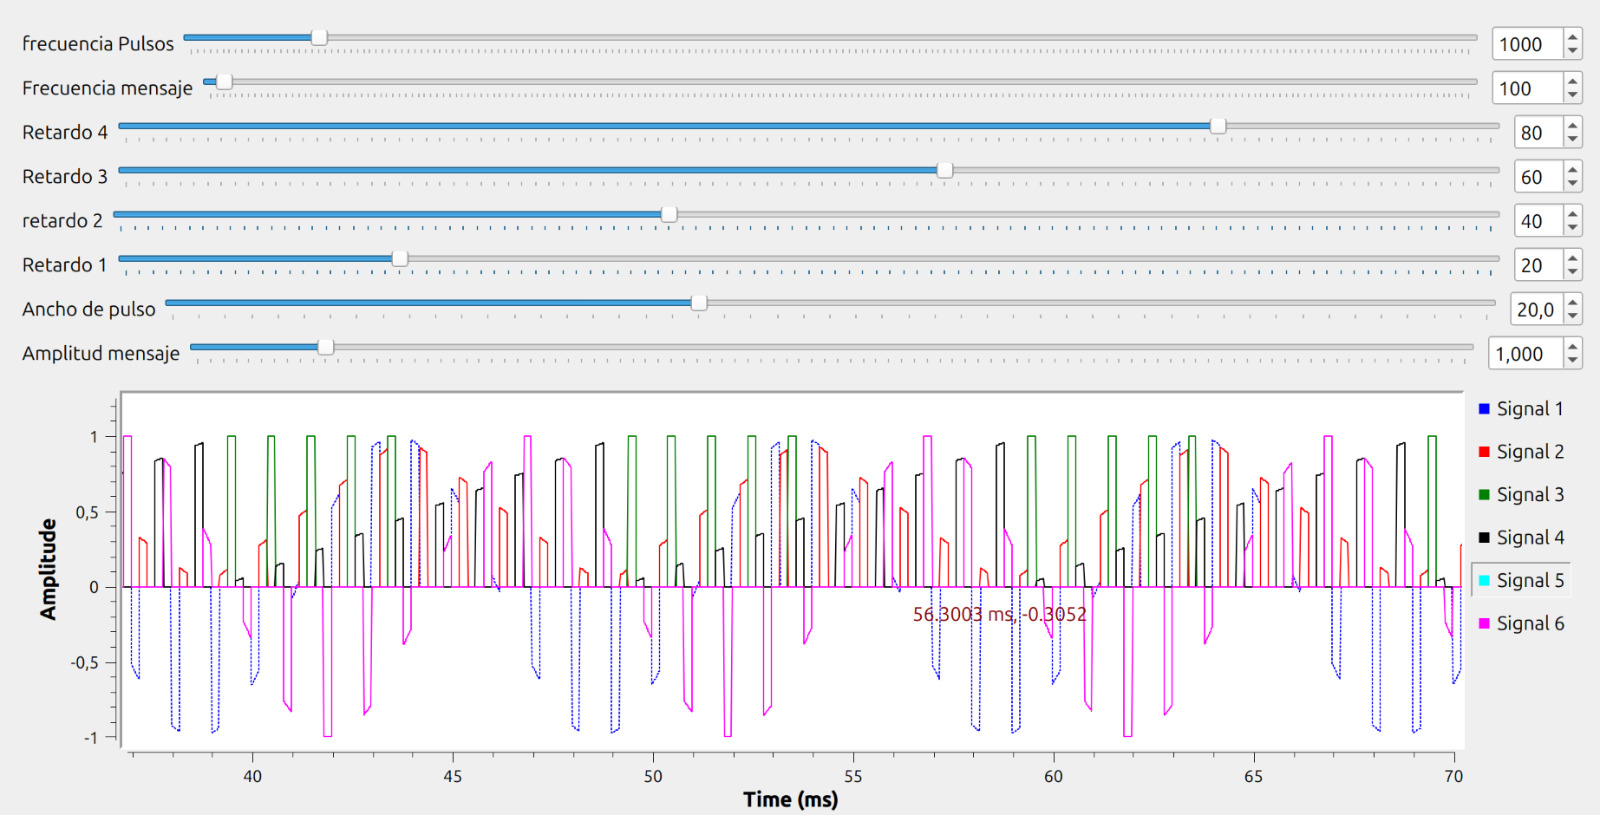 frecuencia Pulsos 1000
Frecuencia mensaje 100
Retardo 4 80
Retardo 3 60
retardo 2 40
Retardo 1 20
Ancho de pulso 20,0
Amplitud mensaje 1,000
Amplitude
1
0,5
0
-0,5
-1
56.3003 ms, -0.3052
40 45 50 55 60 65 70
Time (ms)
Signal 1
Signal 2
Signal 3
Signal 4
Signal 5
Signal 6